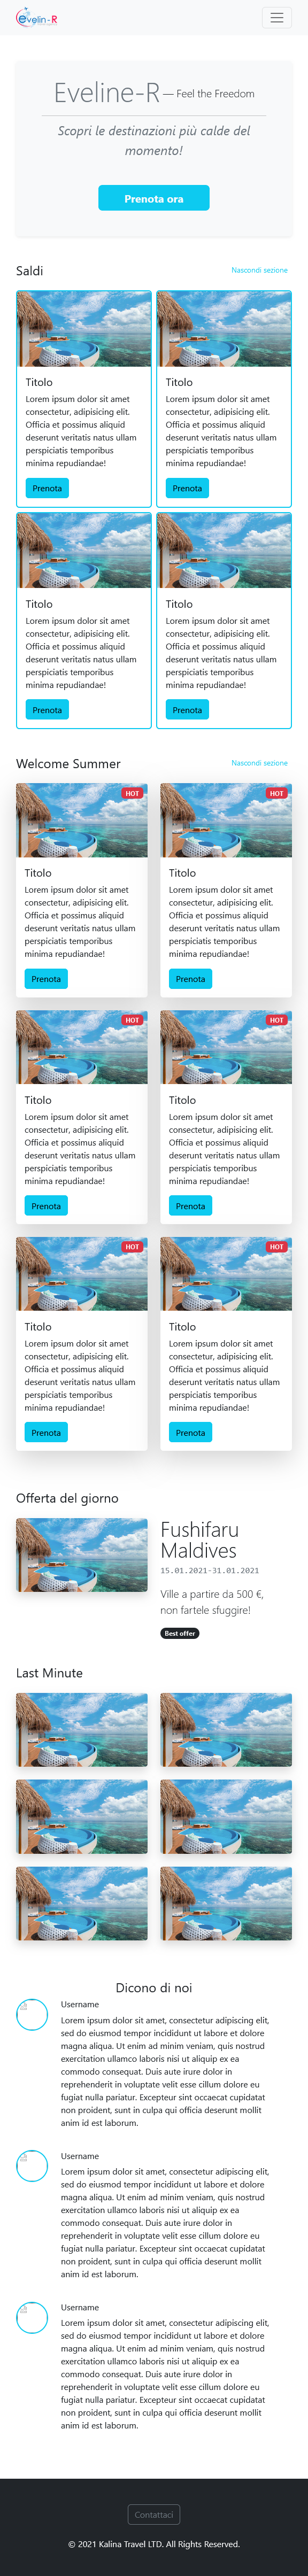 Evelin-R
Eveline-R — Feel the Freedom
Scopri le destinazioni più calde del
momento!
Prenota ora
Saldi
Nascondi sezione
Titolo
Lorem ipsum dolor sit amet
consectetur, adipisicing elit.
Officia et possimus aliquid
deserunt veritatis natus ullam
perspiciatis temporibus
minima repudiandae!
Prenota
Titolo
Lorem ipsum dolor sit amet
consectetur, adipisicing elit.
Officia et possimus aliquid
deserunt veritatis natus ullam
perspiciatis temporibus
minima repudiandae!
Prenota
Titolo
Lorem ipsum dolor sit amet
consectetur, adipisicing elit.
Officia et possimus aliquid
deserunt veritatis natus ullam
perspiciatis temporibus
minima repudiandae!
Prenota
Titolo
Lorem ipsum dolor sit amet
consectetur, adipisicing elit.
Officia et possimus aliquid
deserunt veritatis natus ullam
perspiciatis temporibus
minima repudiandae!
Prenota
Welcome Summer
Nascondi sezione
HOT
Titolo
Lorem ipsum dolor sit amet
consectetur, adipisicing elit.
Officia et possimus aliquid
deserunt veritatis natus ullam
perspiciatis temporibus
minima repudiandae!
Prenota
HOT
Titolo
Lorem ipsum dolor sit amet
consectetur, adipisicing elit.
Officia et possimus aliquid
deserunt veritatis natus ullam
perspiciatis temporibus
minima repudiandae!
Prenota
HOT
Titolo
Lorem ipsum dolor sit amet
consectetur, adipisicing elit.
Officia et possimus aliquid
deserunt veritatis natus ullam
perspiciatis temporibus
minima repudiandae!
Prenota
HOT
Titolo
Lorem ipsum dolor sit amet
consectetur, adipisicing elit.
Officia et possimus aliquid
deserunt veritatis natus ullam
perspiciatis temporibus
minima repudiandae!
Prenota
HOT
Titolo
Lorem ipsum dolor sit amet
consectetur, adipisicing elit.
Officia et possimus aliquid
deserunt veritatis natus ullam
perspiciatis temporibus
minima repudiandae!
Prenota
HOT
Titolo
Lorem ipsum dolor sit amet
consectetur, adipisicing elit.
Officia et possimus aliquid
deserunt veritatis natus ullam
perspiciatis temporibus
minima repudiandae!
Prenota
Offerta del giorno
Fushifaru
Maldives
15.01.2021-31.01.2021
Ville a partire da 500 €,
non fartele sfuggire!
Best offer
Last Minute
Dicono di noi
Username
Lorem ipsum dolor sit amet, consectetur adipiscing elit,
sed do eiusmod tempor incididunt ut labore et dolore
magna aliqua. Ut enim ad minim veniam, quis nostrud
exercitation ullamco laboris nisi ut aliquip ex ea
commodo consequat. Duis aute irure dolor in
reprehenderit in voluptate velit esse cillum dolore eu
fugiat nulla pariatur. Excepteur sint occaecat cupidatat
non proident, sunt in culpa qui officia deserunt mollit
anim id est laborum.
Username
Lorem ipsum dolor sit amet, consectetur adipiscing elit,
sed do eiusmod tempor incididunt ut labore et dolore
magna aliqua. Ut enim ad minim veniam, quis nostrud
exercitation ullamco laboris nisi ut aliquip ex ea
commodo consequat. Duis aute irure dolor in
reprehenderit in voluptate velit esse cillum dolore eu
fugiat nulla pariatur. Excepteur sint occaecat cupidatat
non proident, sunt in culpa qui officia deserunt mollit
anim id est laborum.
Username
Lorem ipsum dolor sit amet, consectetur adipiscing elit,
sed do eiusmod tempor incididunt ut labore et dolore
magna aliqua. Ut enim ad minim veniam, quis nostrud
exercitation ullamco laboris nisi ut aliquip ex ea
commodo consequat. Duis aute irure dolor in
reprehenderit in voluptate velit esse cillum dolore eu
fugiat nulla pariatur. Excepteur sint occaecat cupidatat
non proident, sunt in culpa qui officia deserunt mollit
anim id est laborum.
Contattaci
© 2021 Kalina Travel LTD. All Rights Reserved.